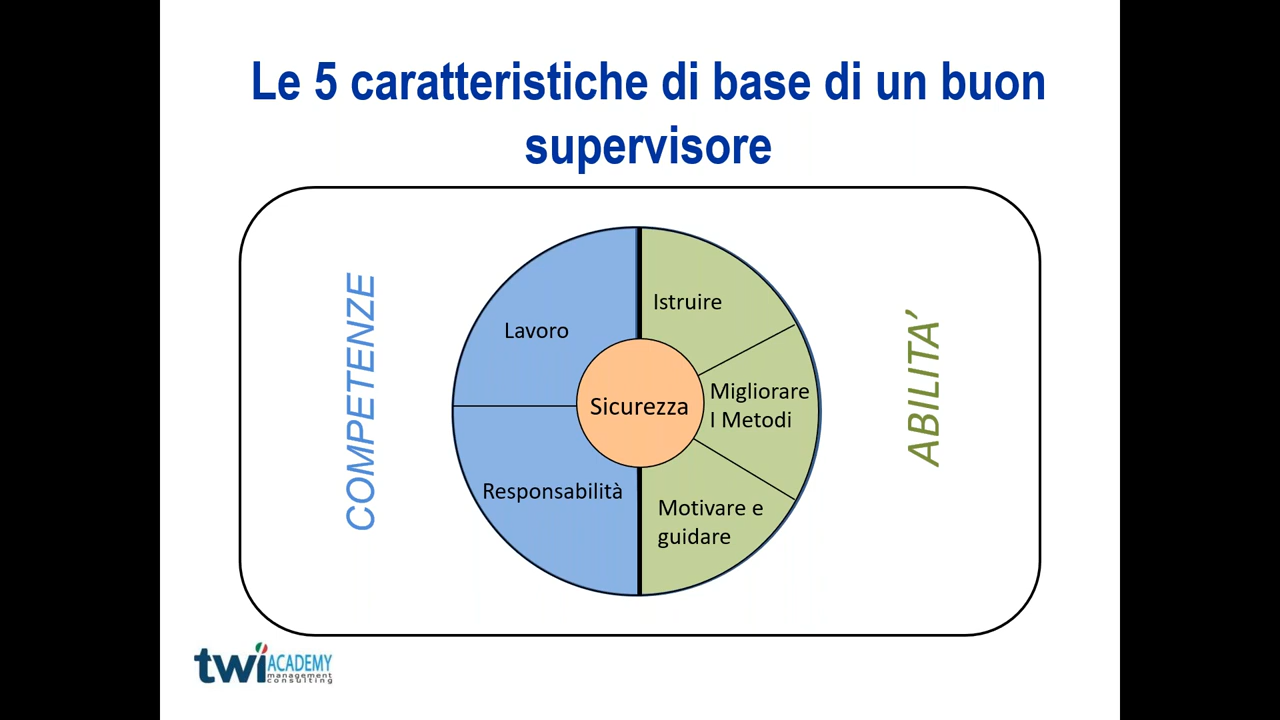 Le 5 caratteristiche di base di un buon
supervisore
COMPETENZE
Lavoro
Responsabilità
Sicurezza
Istruire
Migliorare
I Metodi
Motivare e
guidare
ABILITA’
twi ACADEMY
management
consulting